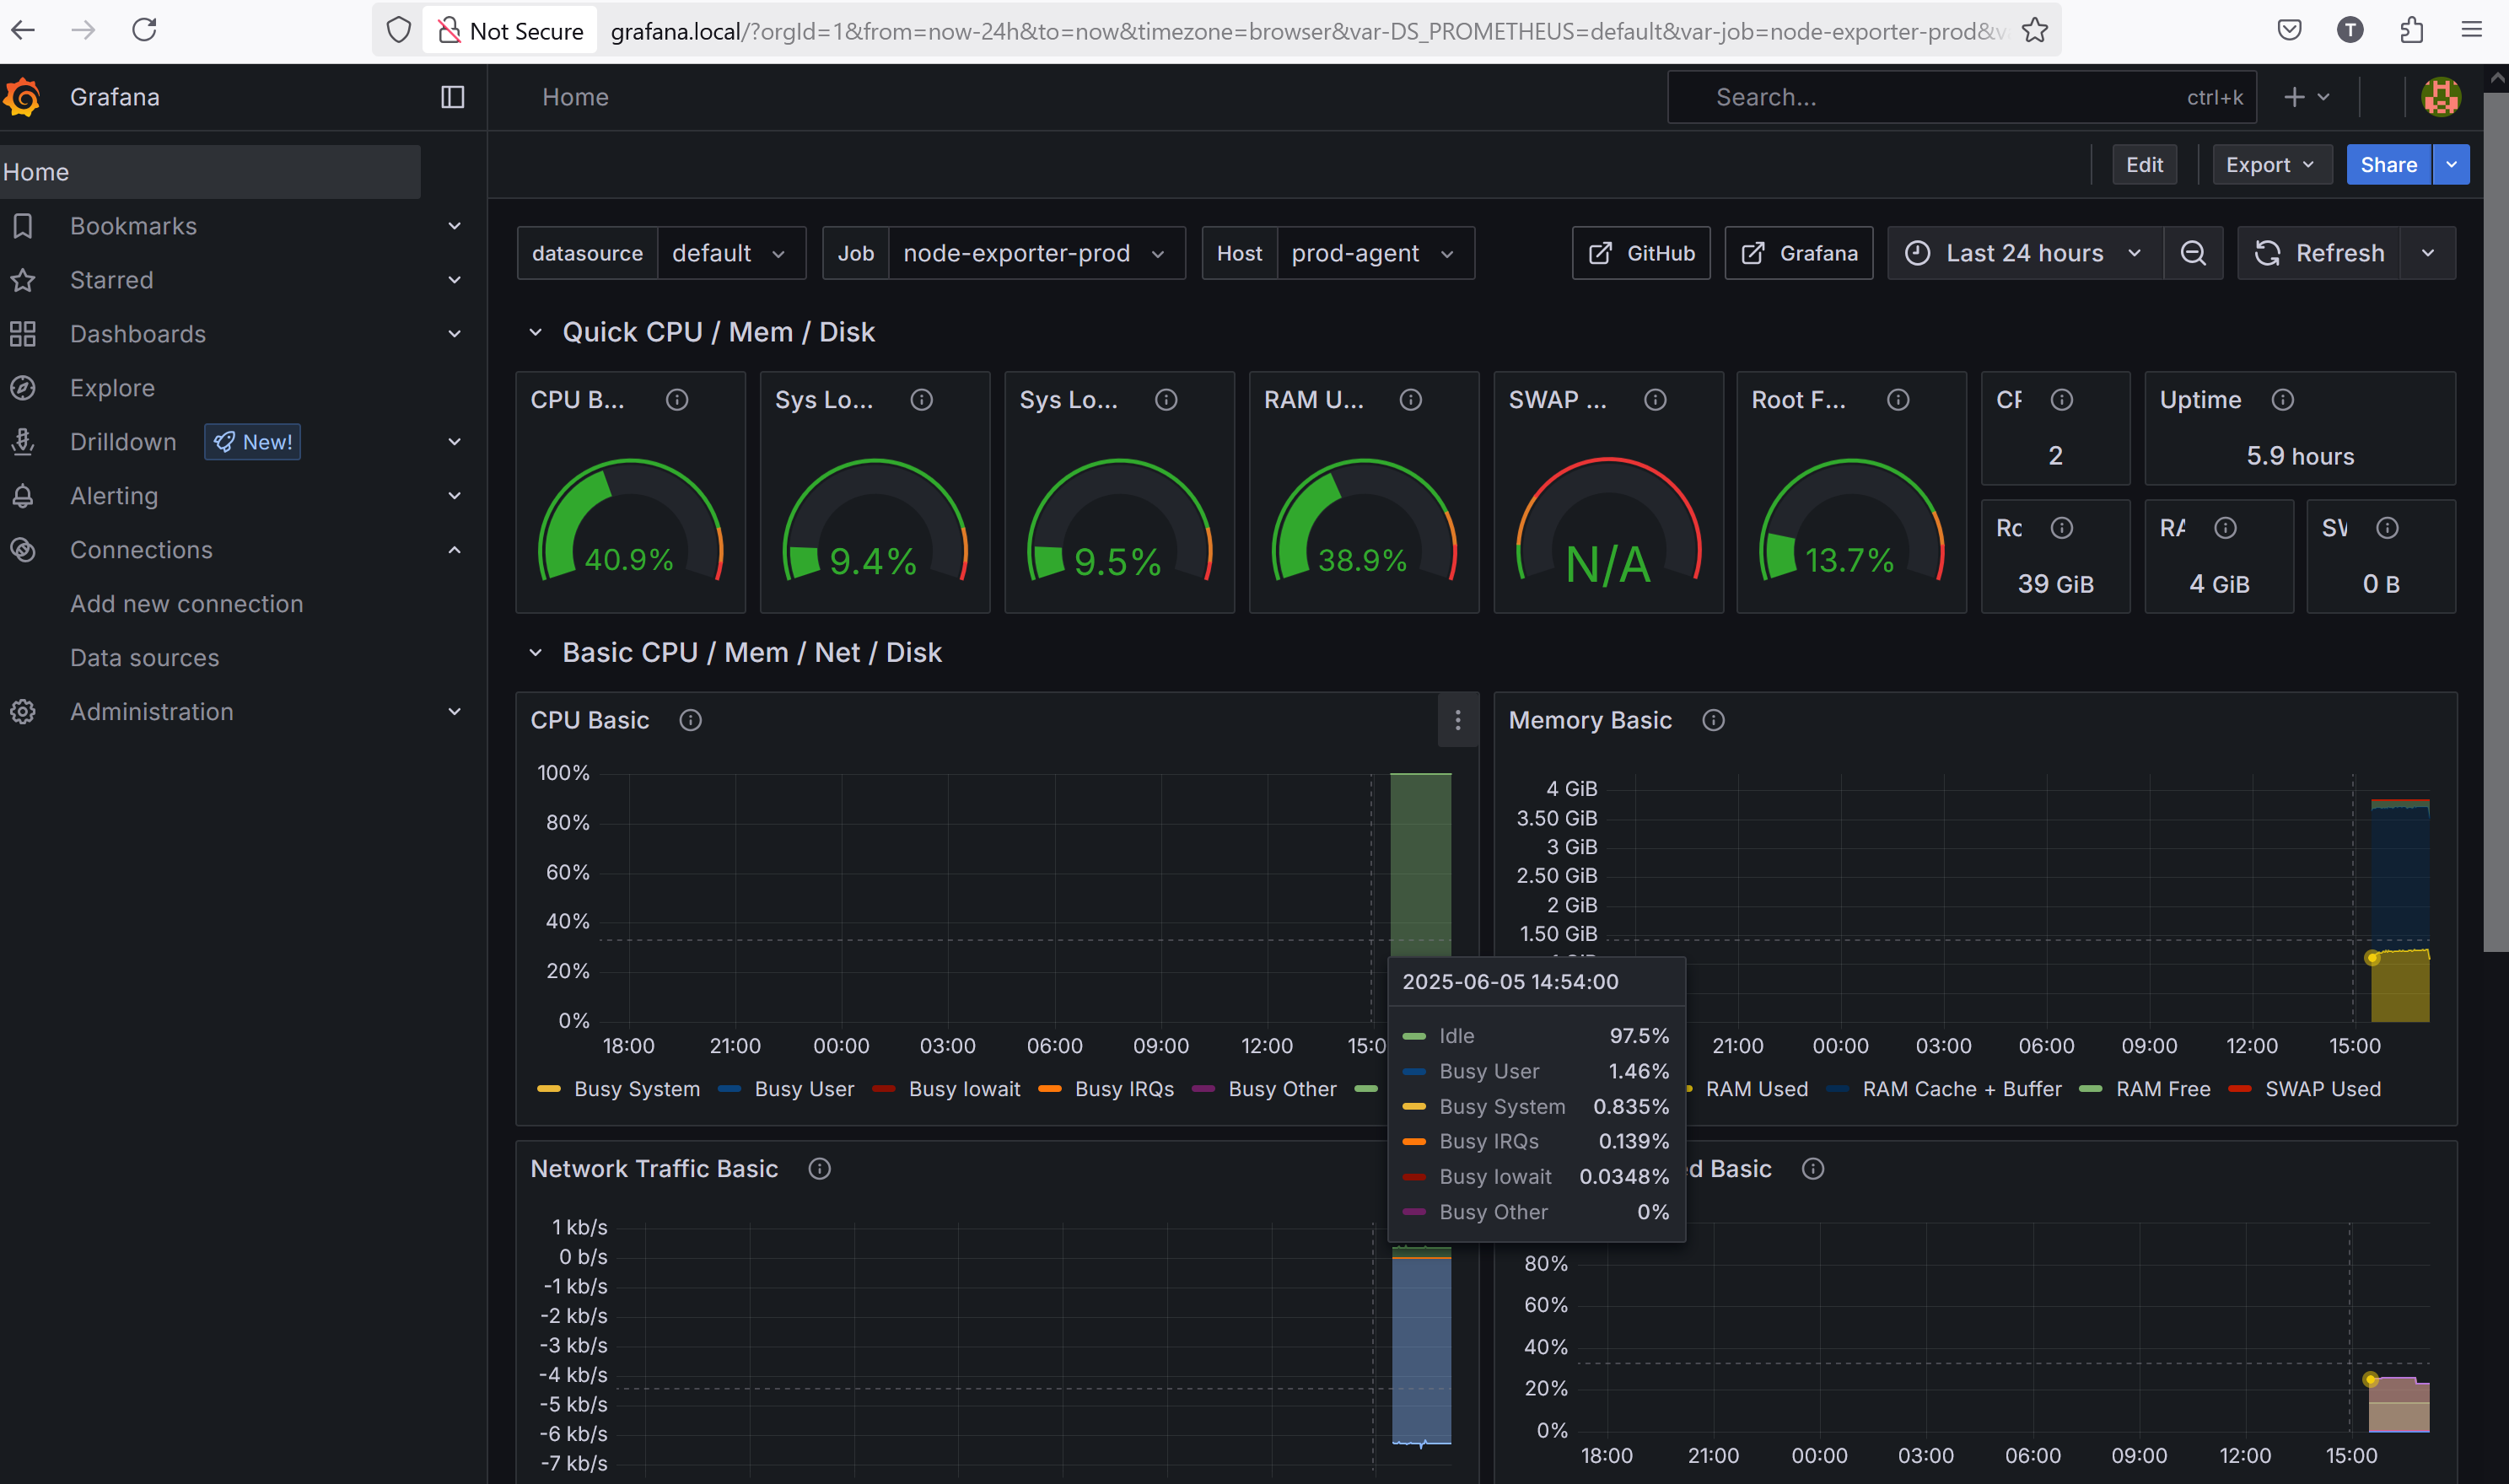 Not Secure grafana.local/?orgId=1&from=now-24h&to=now&timezone=browser&var-DS_PROMETHEUS=default&var-job=node-exporter-prod&v
T
Grafana
Home
Search... ctrl+k
Edit Export Share
Home
Bookmarks
Starred
Dashboards
Explore
Drilldown New!
Alerting
Connections
Add new connection
Data sources
Administration
datasource default Job node-exporter-prod Host prod-agent GitHub Grafana Last 24 hours Refresh
Quick CPU / Mem / Disk
CPU B...
40.9%
Sys Lo...
9.4%
Sys Lo...
9.5%
RAM U...
38.9%
SWAP ...
N/A
Root F...
13.7%
2
Uptime
5.9 hours
39 GiB
4 GiB
0 B
Basic CPU / Mem / Net / Disk
CPU Basic
100%
80%
60%
40%
20%
0%
18:00 21:00 00:00 03:00 06:00 09:00 12:00 15:0
Busy System Busy User Busy Iowait Busy IRQs Busy Other
Memory Basic
4 GiB
3.50 GiB
3 GiB
2.50 GiB
2 GiB
1.50 GiB
21:00 00:00 03:00 06:00 09:00 12:00 15:00
RAM Used RAM Cache + Buffer RAM Free SWAP Used
2025-06-05 14:54:00
Idle 97.5%
Busy User 1.46%
Busy System 0.835%
Busy IRQs 0.139%
Busy Iowait 0.0348%
Busy Other 0%
Network Traffic Basic
1 kb/s
0 b/s
-1 kb/s
-2 kb/s
-3 kb/s
-4 kb/s
-5 kb/s
-6 kb/s
-7 kb/s
d Basic
80%
60%
40%
20%
0%
18:00 21:00 00:00 03:00 06:00 09:00 12:00 15:00